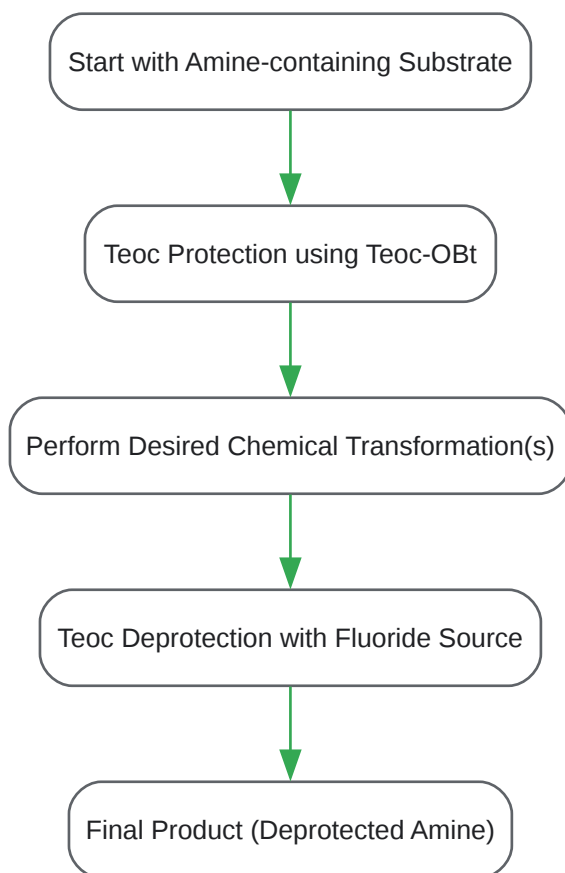 Start with Amine-containing Substrate
Teoc Protection using Teoc-OBt
Perform Desired Chemical Transformation(s)
Teoc Deprotection with Fluoride Source
Final Product (Deprotected Amine)